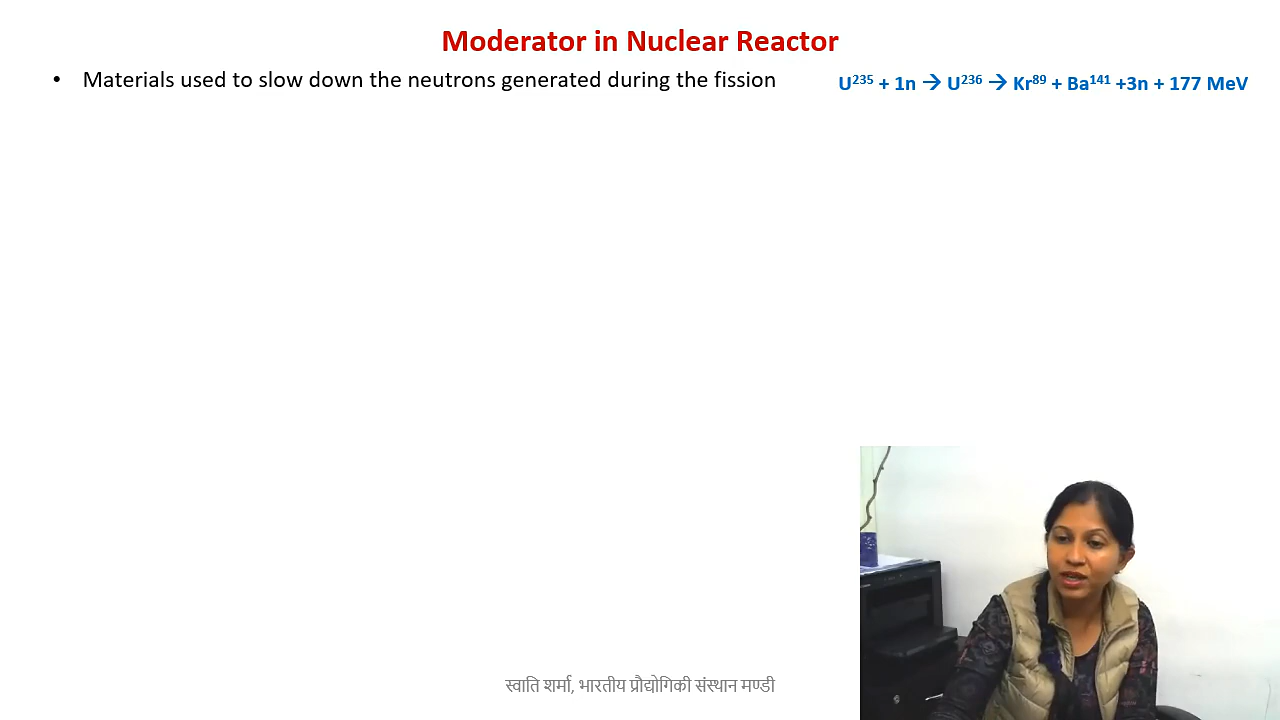 Moderator in Nuclear Reactor
• Materials used to slow down the neutrons generated during the fission
U²³⁵ + 1n → U²³⁶ → Kr⁸⁹ + Ba¹⁴¹ +3n + 177 MeV
स्वाति शर्मा, भारतीय प्रौद्योगिकी संस्थान मण्डी